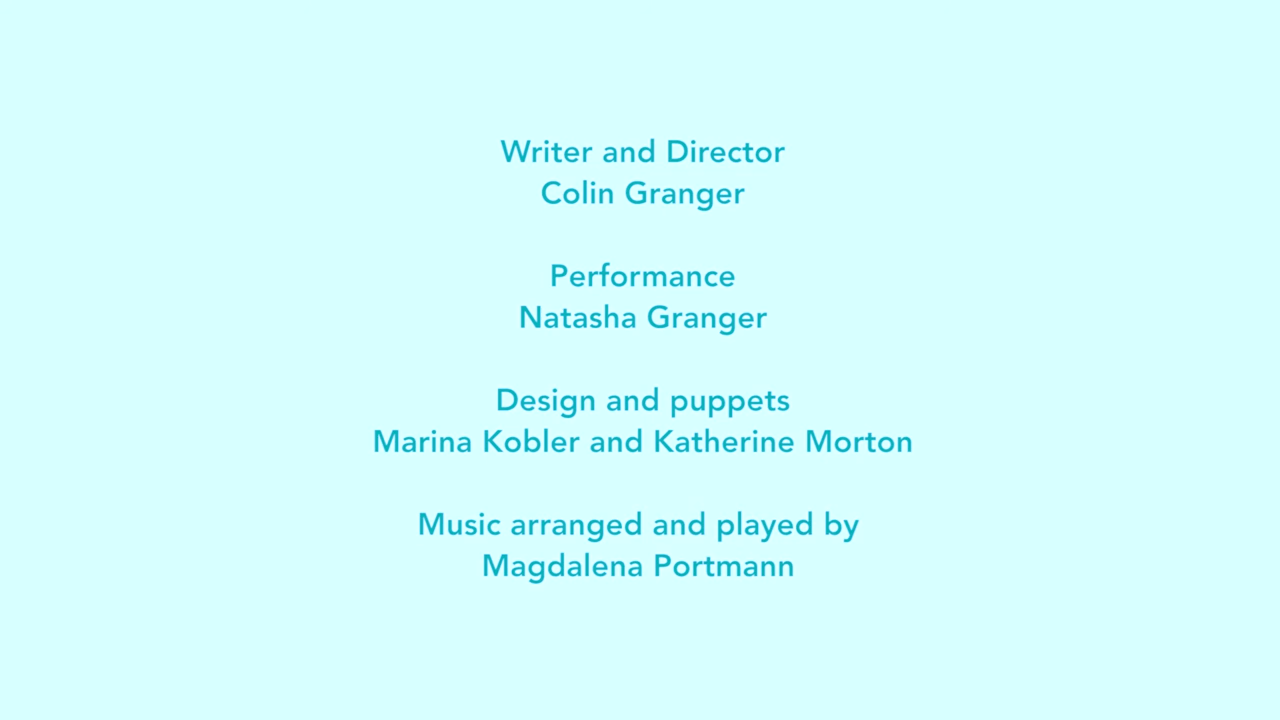 Writer and Director
Colin Granger
Performance
Natasha Granger
Design and puppets
Marina Kobler and Katherine Morton
Music arranged and played by
Magdalena Portmann